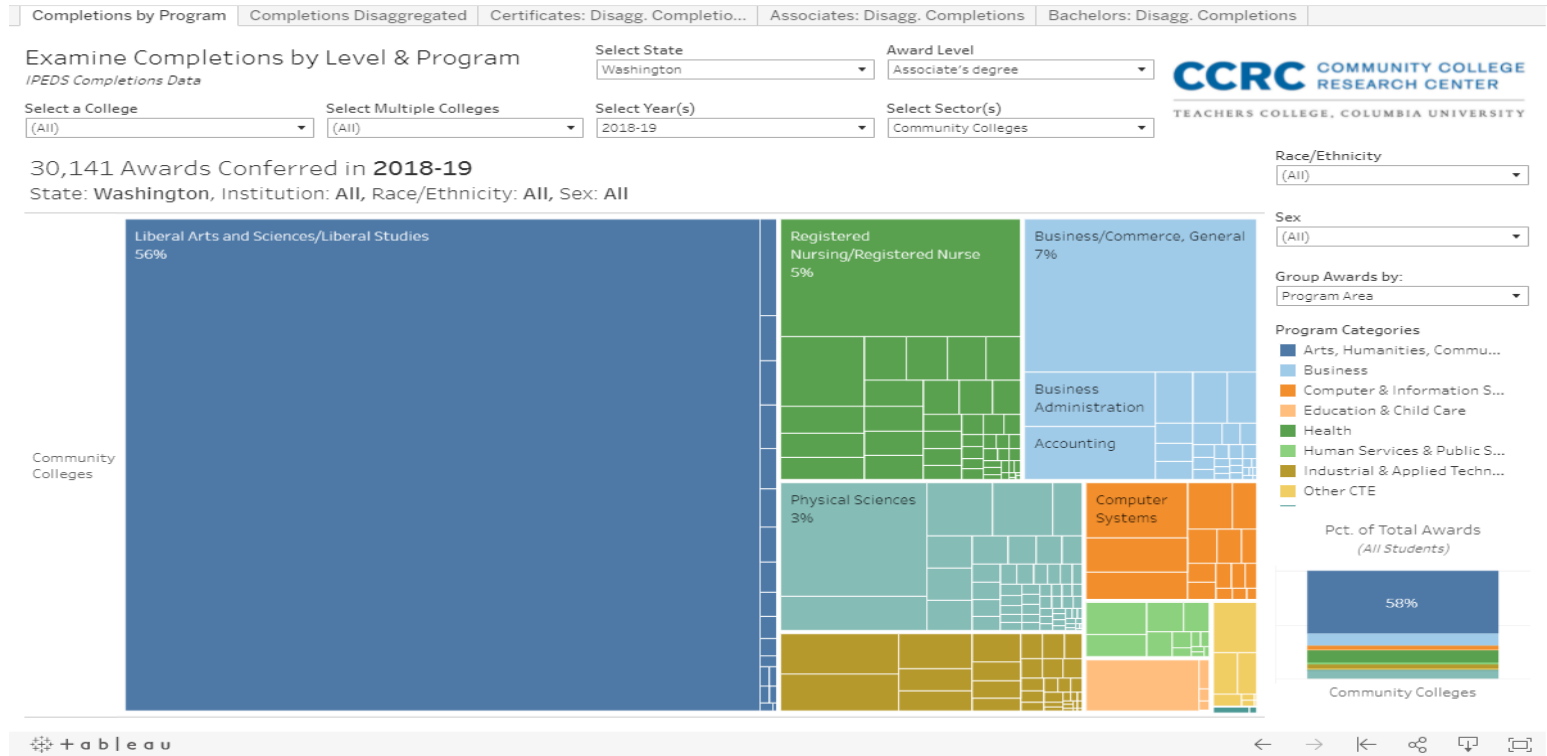 Completions by Program
Completions Disaggregated
Certificates: Disagg. Completio...
Associates: Disagg. Completions
Bachelors: Disagg. Completions
Examine Completions by Level & Program
IPEDS Completions Data
Select State
Washington
Award Level
Associate's degree
CCRC COMMUNITY COLLEGE
RESEARCH CENTER
TEACHERS COLLEGE, COLUMBIA UNIVERSITY
Select a College
(All)
Select Multiple Colleges
(All)
Select Year(s)
2018-19
Select Sector(s)
Community Colleges
30,141 Awards Conferred in 2018-19
State: Washington, Institution: All, Race/Ethnicity: All, Sex: All
Community
Colleges
Liberal Arts and Sciences/Liberal Studies
56%
Registered
Nursing/Registered Nurse
5%
Business/Commerce, General
7%
Business
Administration
Accounting
Physical Sciences
3%
Computer
Systems
Race/Ethnicity
(All)
Sex
(All)
Group Awards by:
Program Area
Program Categories
Arts, Humanities, Commu...
Business
Computer & Information S...
Education & Child Care
Health
Human Services & Public S...
Industrial & Applied Techn...
Other CTE
Pct. of Total Awards
(All Students)
58%
Community Colleges
+ a b | e a u